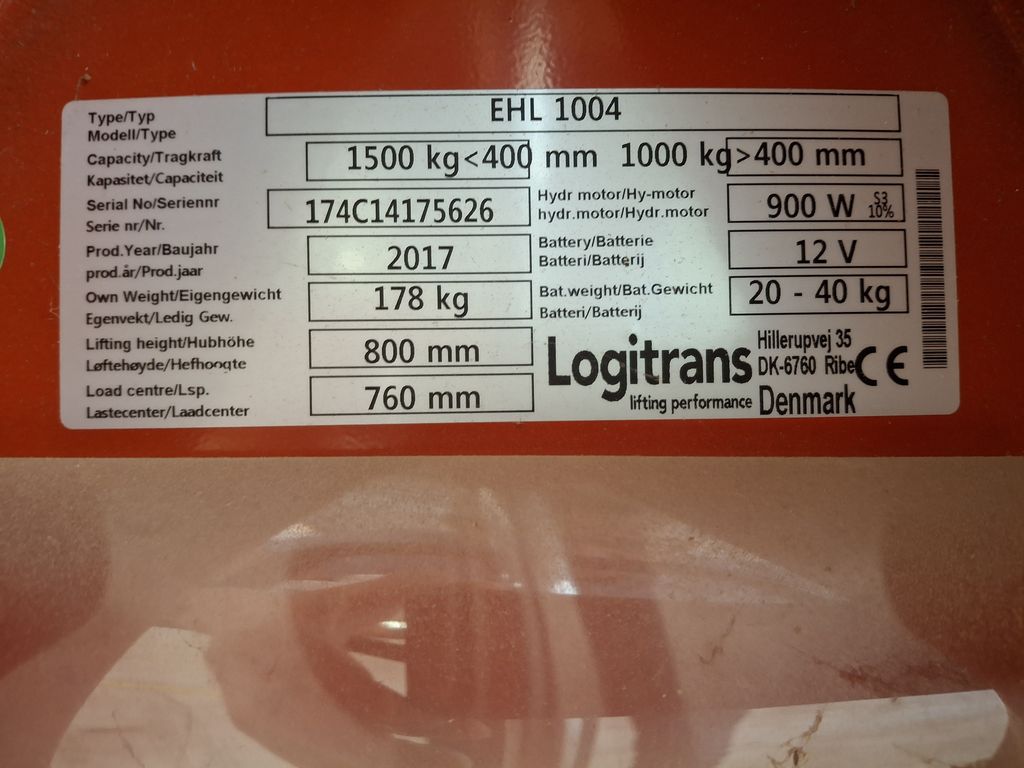 Type/Typ
Modell/Type
EHL 1004
Capacity/Tragkraft
Kapasitet/Capaciteit
1500 kg<400 mm 1000 kg>400 mm
Serial No/Seriennr
Serie nr/Nr.
174C14175626
Hydr motor/Hy-motor
hydr.motor/Hydr.motor
900 W S3 10%
Prod.Year/Baujahr
prod.år/Prod.jaar
2017
Battery/Batterie
Batteri/Batterij
12 V
Own Weight/Eigengewicht
Egenvekt/Ledig Gew.
178 kg
Bat.weight/Bat.Gewicht
Batteri/Batterij
20 - 40 kg
Lifting height/Hubhöhe
Løftehøyde/Hefhoogte
800 mm
Load centre/Lsp.
Lastecenter/Laadcenter
760 mm
Logitrans
lifting performance
Hillerupvej 35
DK-6760 Ribe
Denmark
CE